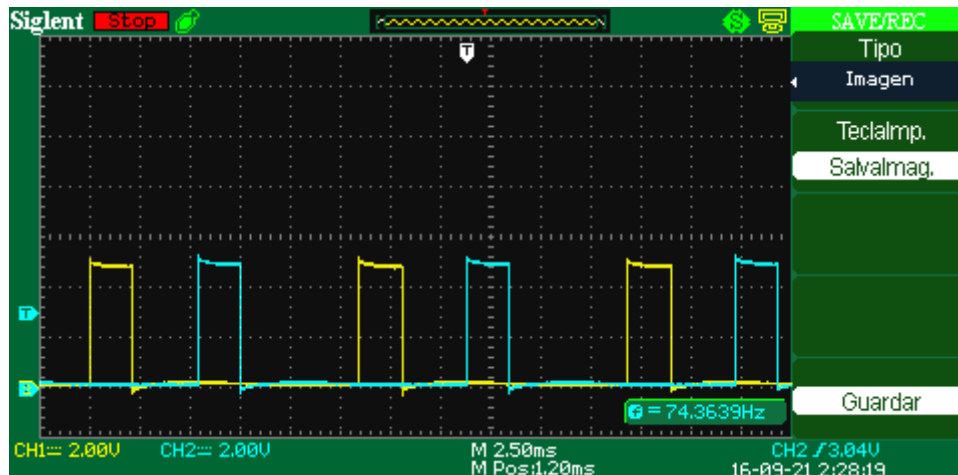 Siglent Stop S SAVE/REC
T
Tipo
Imagen
TeclaImp.
SalvaImag.
T
2
f = 74.3639Hz
Guardar
CH1 2.00V CH2 2.00V M 2.50ms CH2 3.04V
M Pos:1.20ms 16-09-21 2:28:19